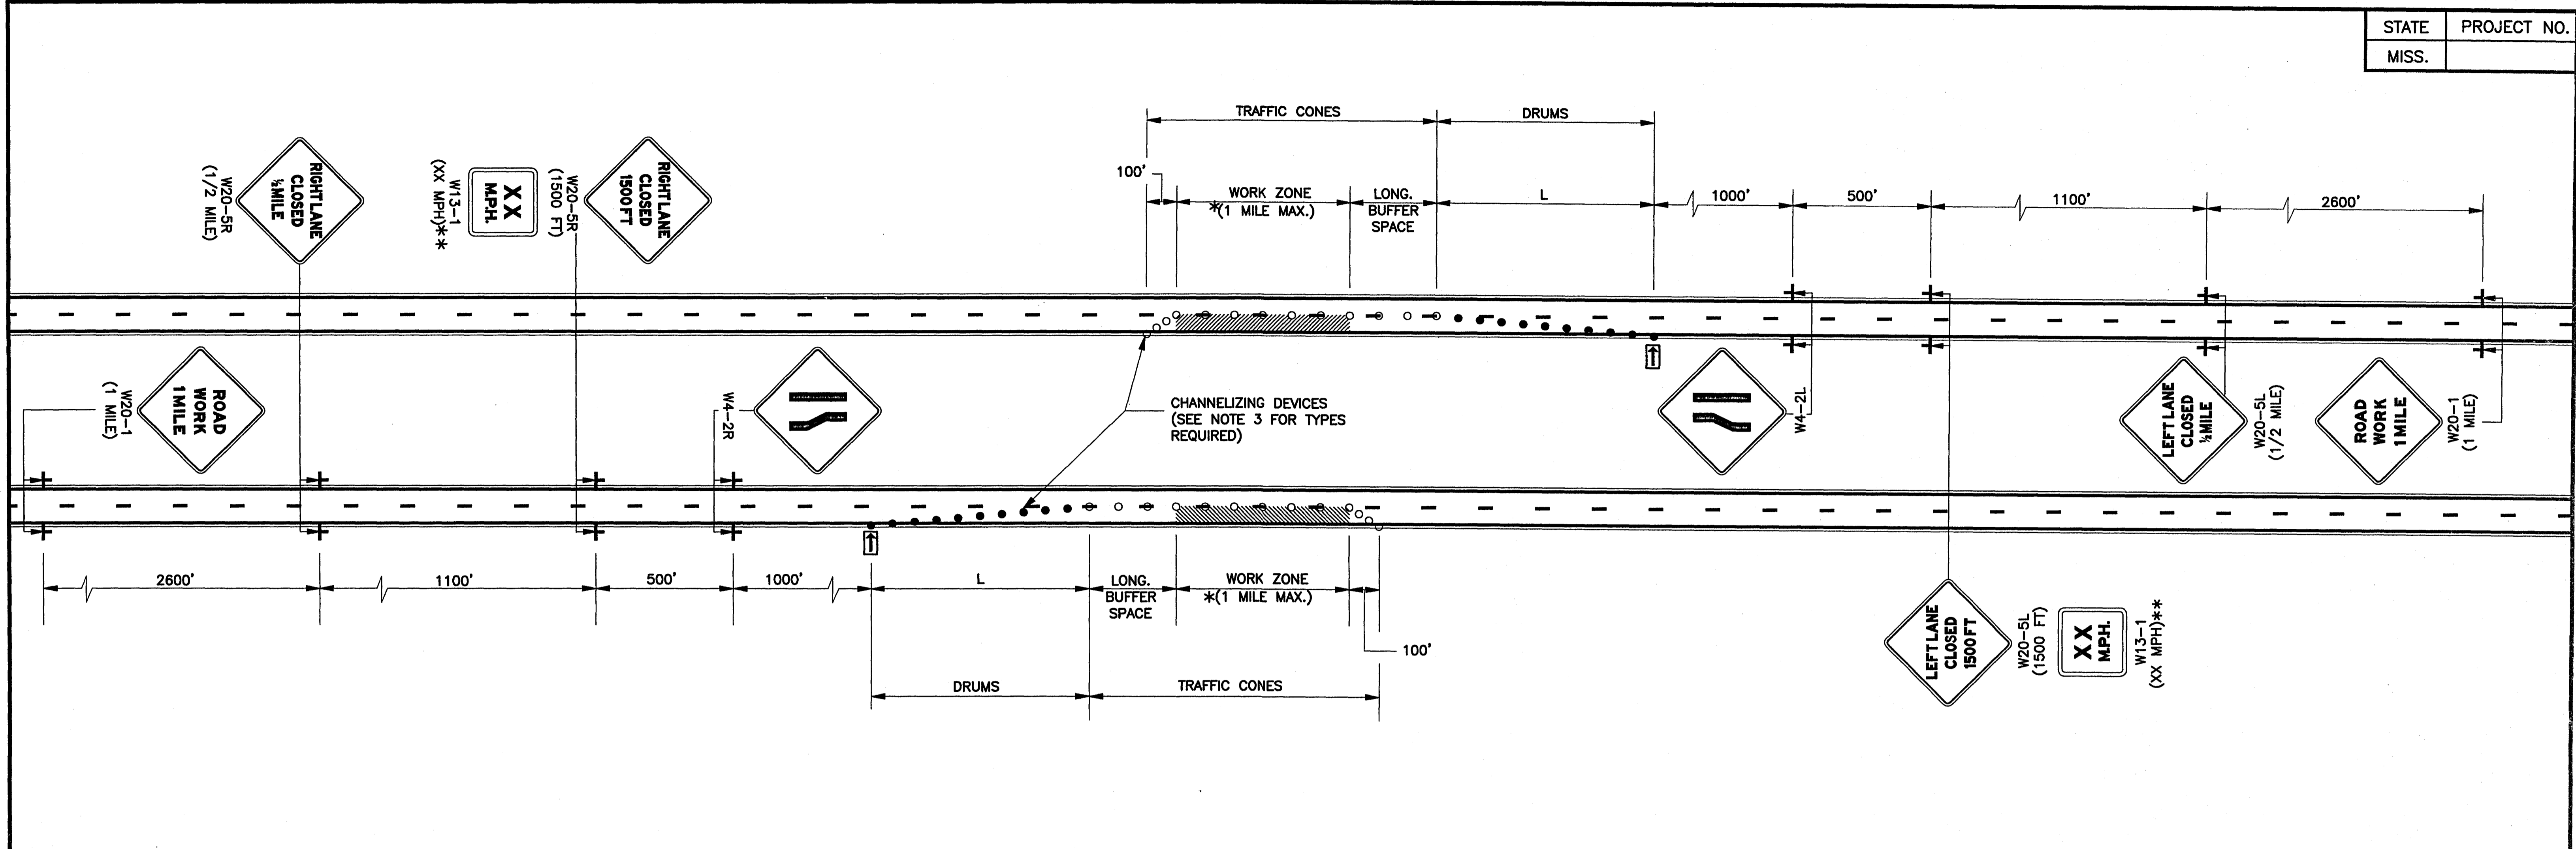 STATE PROJECT NO.
MISS.
TRAFFIC CONES
DRUMS
100'
WORK ZONE
*(1 MILE MAX.)
LONG.
BUFFER
SPACE
L
1000'
500'
1100'
2600'
RIGHT LANE
CLOSED
½ MILE
W20-5R
(1/2 MILE)
XX
M.P.H.
W13-1
(XX MPH)**
RIGHT LANE
CLOSED
1500 FT
W20-5R
(1500 FT)
ROAD
WORK
1 MILE
W20-1
(1 MILE)
W4-2R
CHANNELIZING DEVICES
(SEE NOTE 3 FOR TYPES
REQUIRED)
W4-2L
LEFT LANE
CLOSED
½ MILE
W20-5L
(1/2 MILE)
ROAD
WORK
1 MILE
W20-1
(1 MILE)
2600'
1100'
500'
1000'
L
LONG.
BUFFER
SPACE
WORK ZONE
*(1 MILE MAX.)
100'
DRUMS
TRAFFIC CONES
LEFT LANE
CLOSED
1500 FT
W20-5L
(1500 FT)
XX
M.P.H.
W13-1
(XX MPH)**